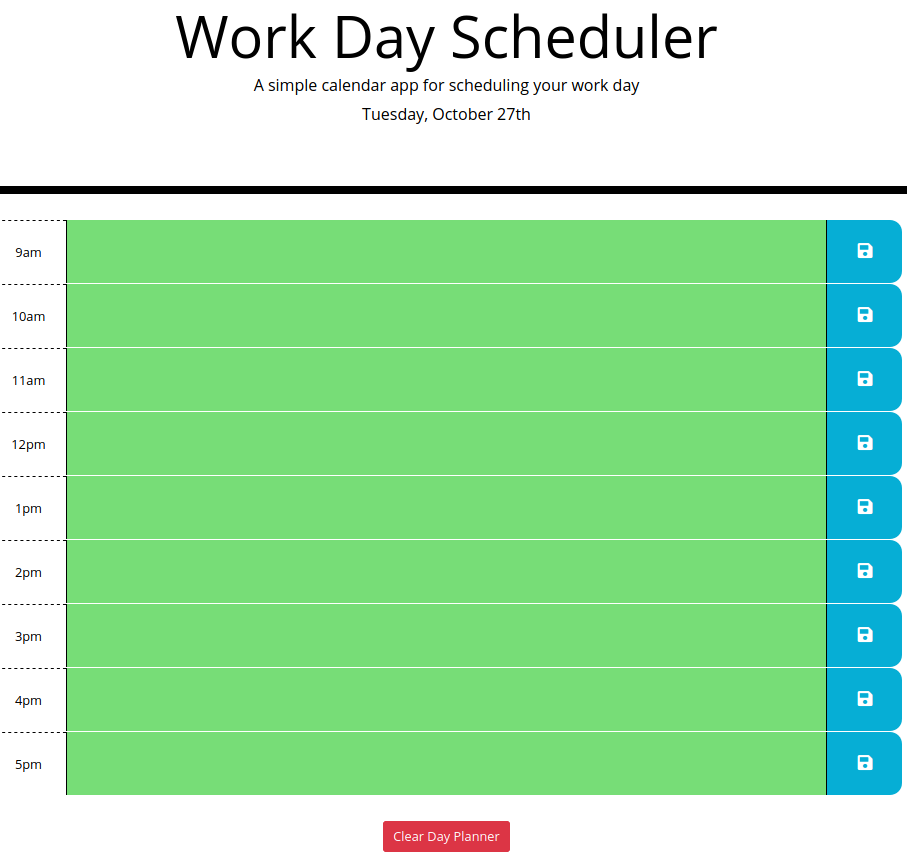 Work Day Scheduler
A simple calendar app for scheduling your work day
Tuesday, October 27th
9am
10am
11am
12pm
1pm
2pm
3pm
4pm
5pm
Clear Day Planner